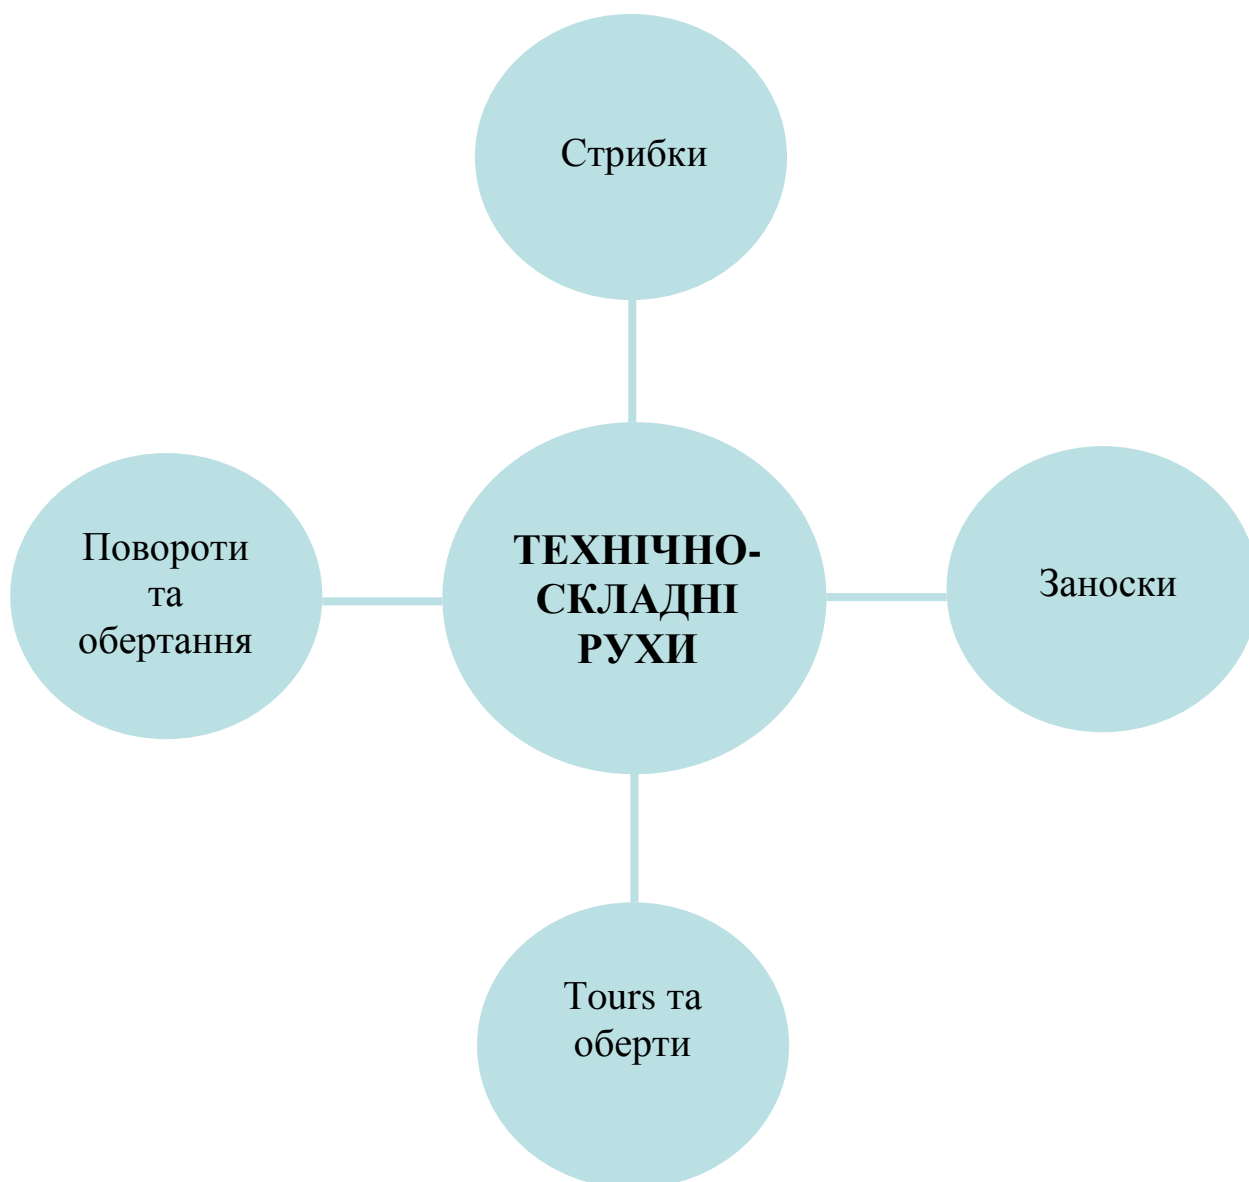 Стрибки
Повороти
та
обертання
ТЕХНІЧНО-
СКЛАДНІ
РУХИ
Заноски
Tours та
оберти